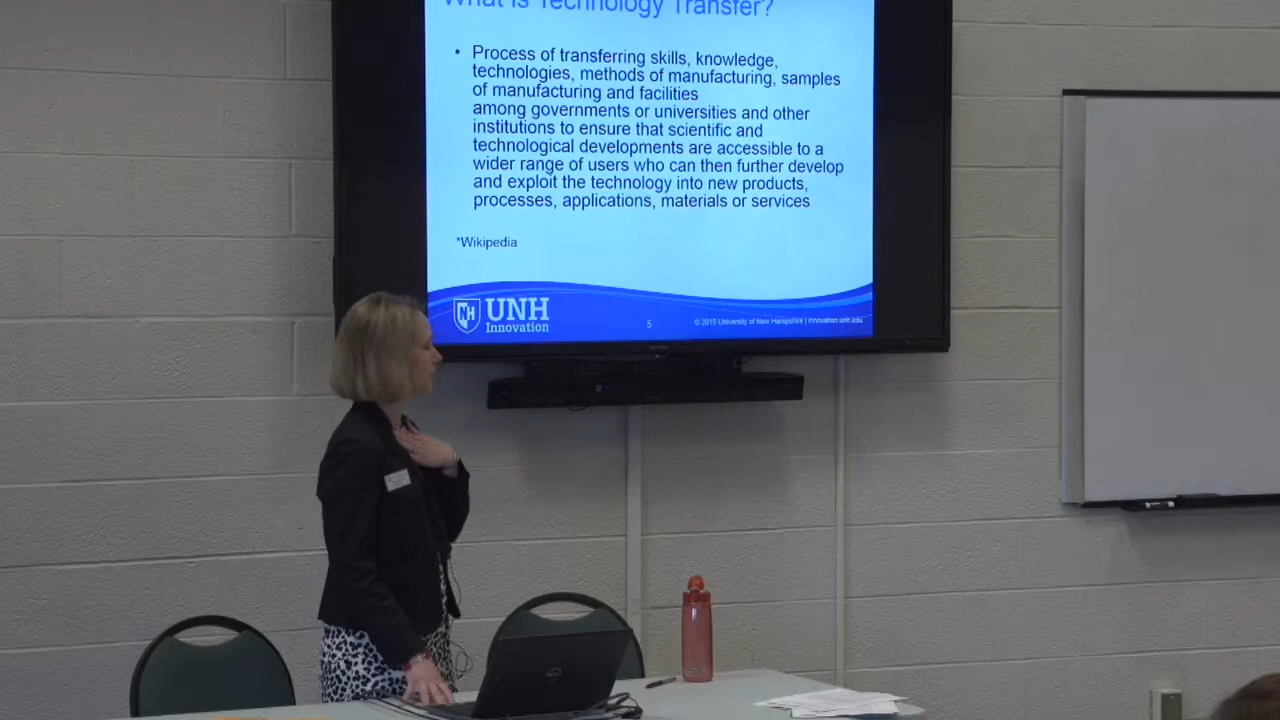 What is Technology Transfer?
• Process of transferring skills, knowledge,
technologies, methods of manufacturing, samples
of manufacturing and facilities
among governments or universities and other
institutions to ensure that scientific and
technological developments are accessible to a
wider range of users who can then further develop
and exploit the technology into new products,
processes, applications, materials or services
*Wikipedia
NH
UNH
Innovation
5
© 2015 University of New Hampshire | innovation.unh.edu